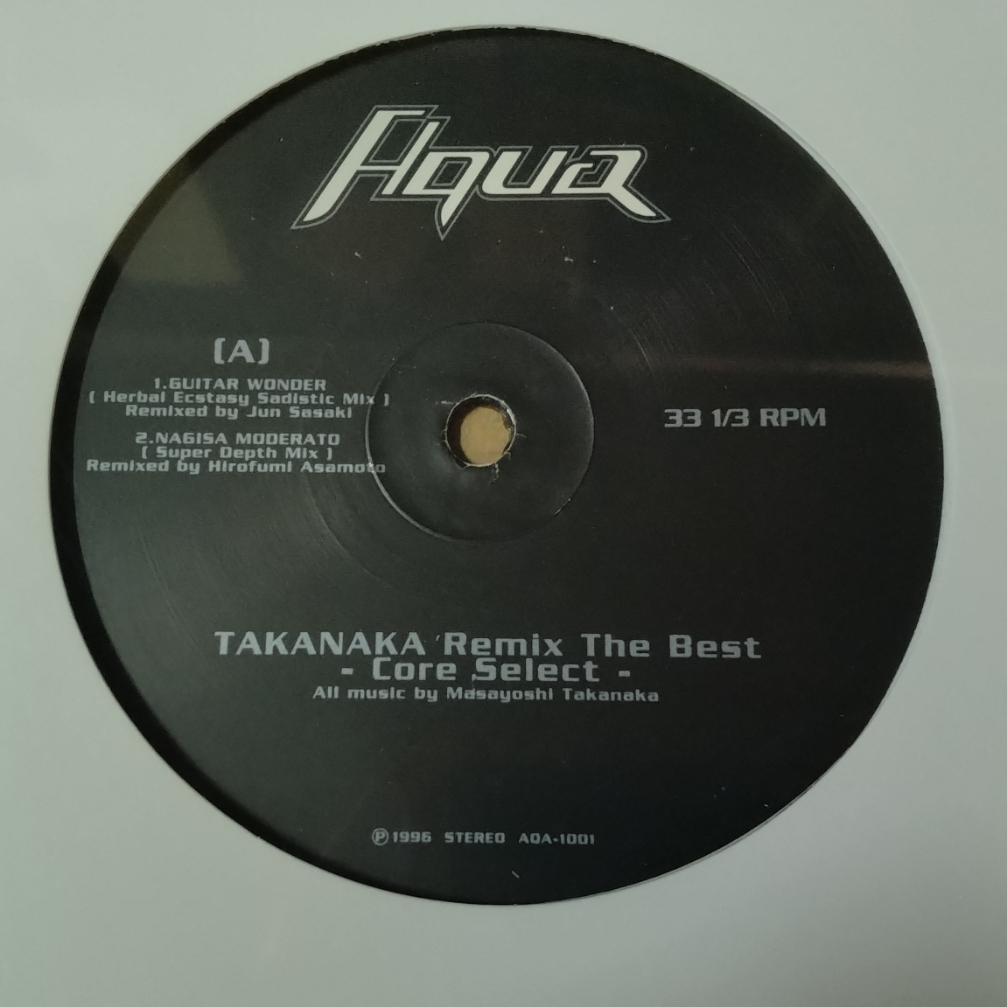 Aqua
(A)
1.GUITAR WONDER
( Herbal Ecstasy Sadistic Mix )
Remixed by Jun Sasaki
2.NAGISA MODERATO
( Super Depth Mix )
Remixed by Hirofumi Asamoto
33 1/3 RPM
TAKANAKA Remix The Best
- Core Select -
All music by Masayoshi Takanaka
℗1996 STEREO AQA-1001